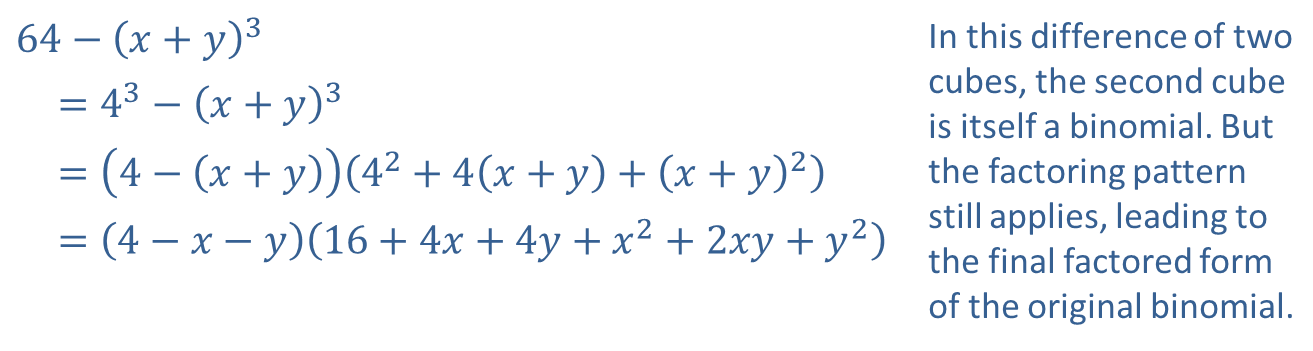 64 − (x + y)³
= 4³ − (x + y)³
= (4 − (x + y))(4² + 4(x + y) + (x + y)²)
= (4 − x − y)(16 + 4x + 4y + x² + 2xy + y²)
In this difference of two
cubes, the second cube
is itself a binomial. But
the factoring pattern
still applies, leading to
the final factored form
of the original binomial.